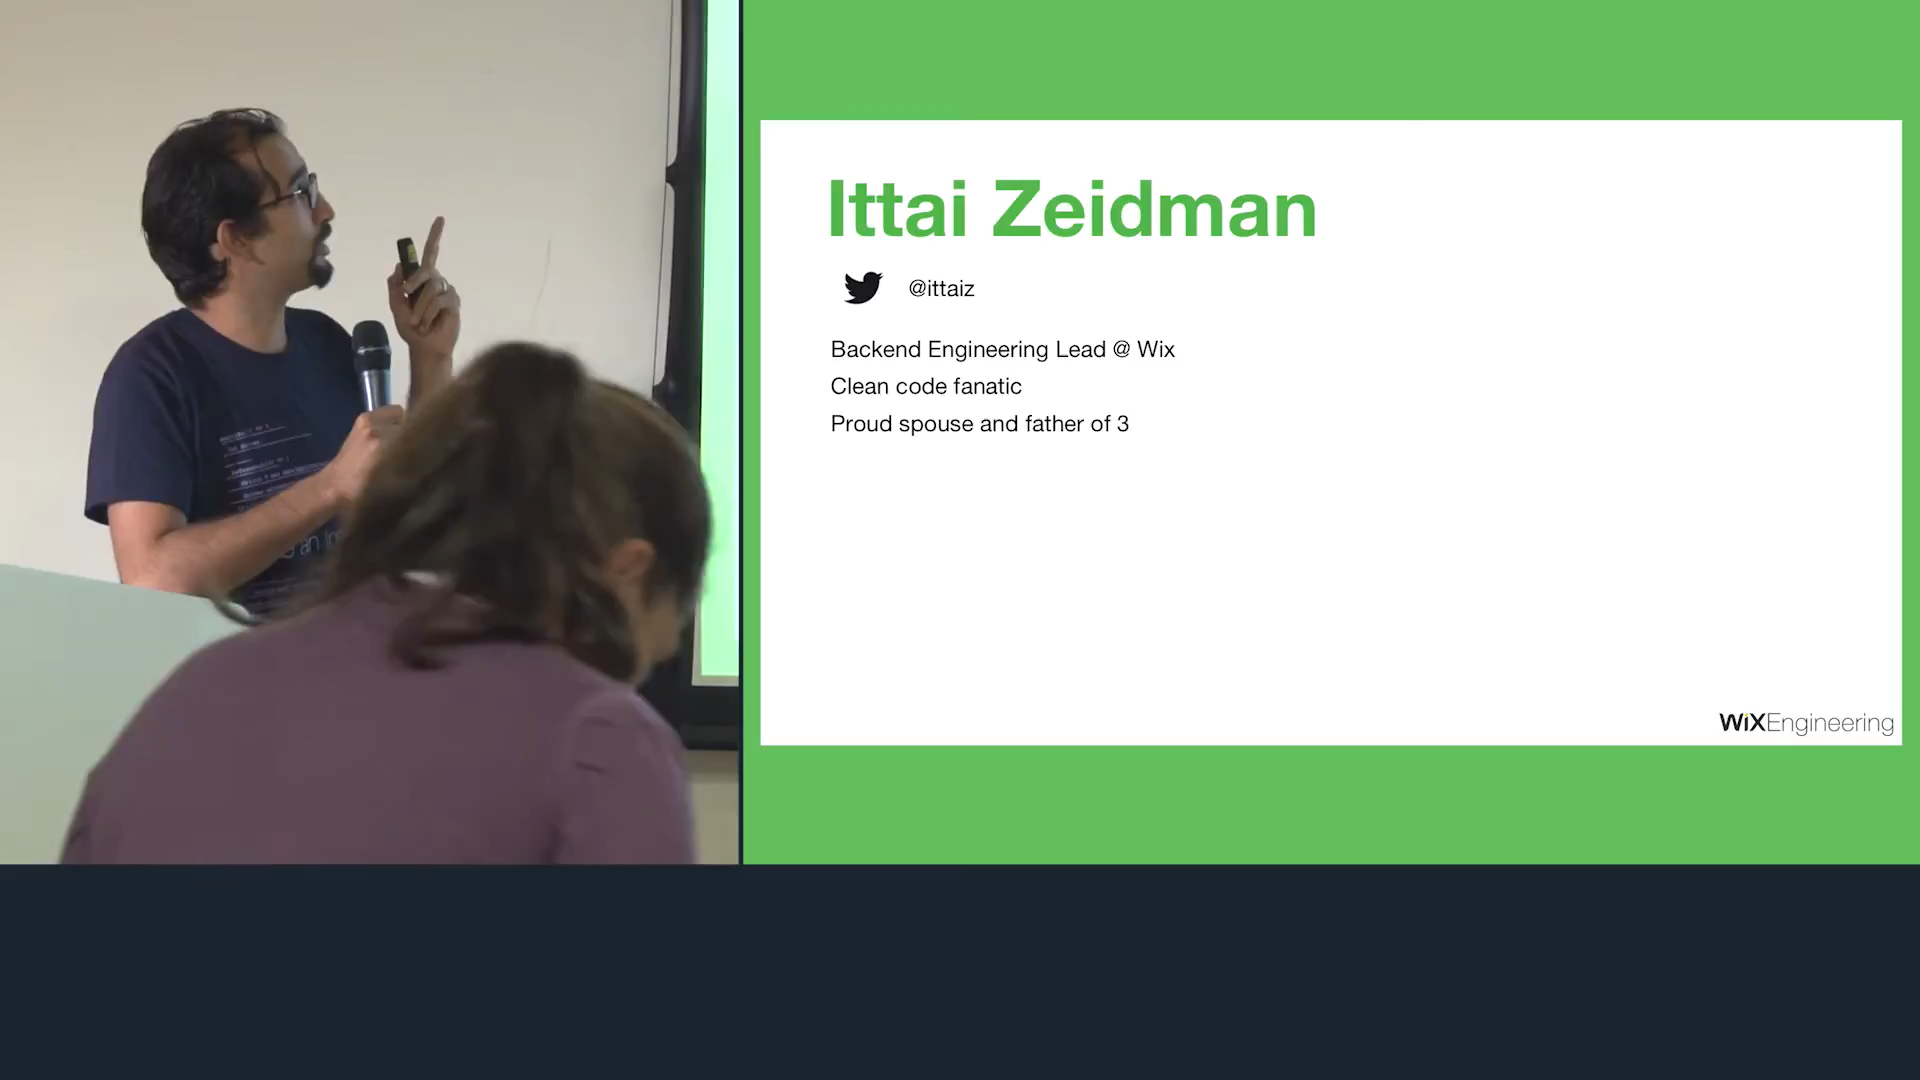 Ittai Zeidman
@ittaiz
Backend Engineering Lead @ Wix
Clean code fanatic
Proud spouse and father of 3
WiXEngineering